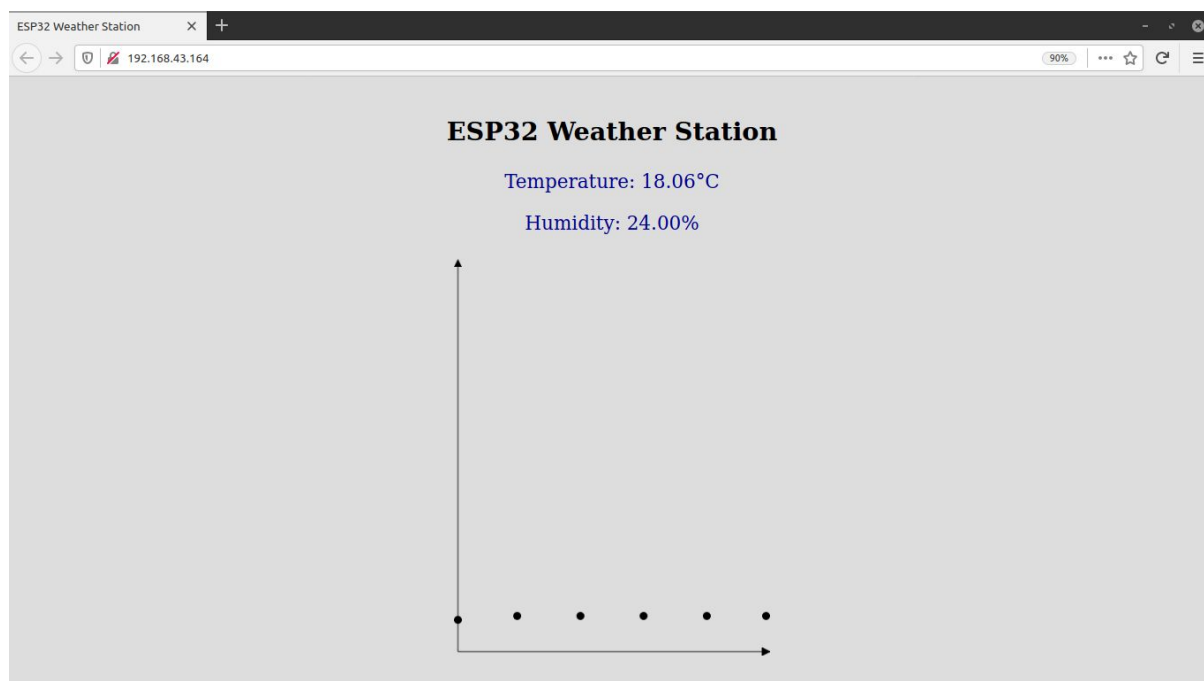 ESP32 Weather Station
192.168.43.164
90%
ESP32 Weather Station
Temperature: 18.06°C
Humidity: 24.00%